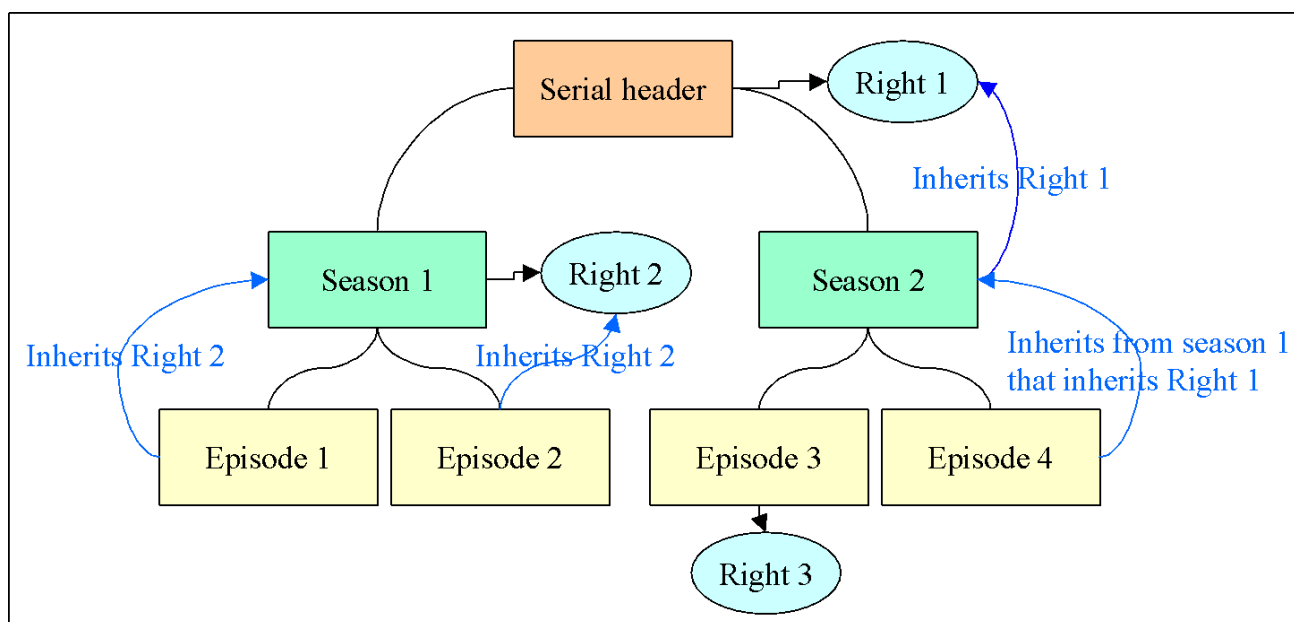 Serial header
Right 1
Inherits Right 1
Season 1
Right 2
Season 2
Inherits Right 2
Inherits Right 2
Inherits from season 1
that inherits Right 1
Episode 1
Episode 2
Episode 3
Episode 4
Right 3